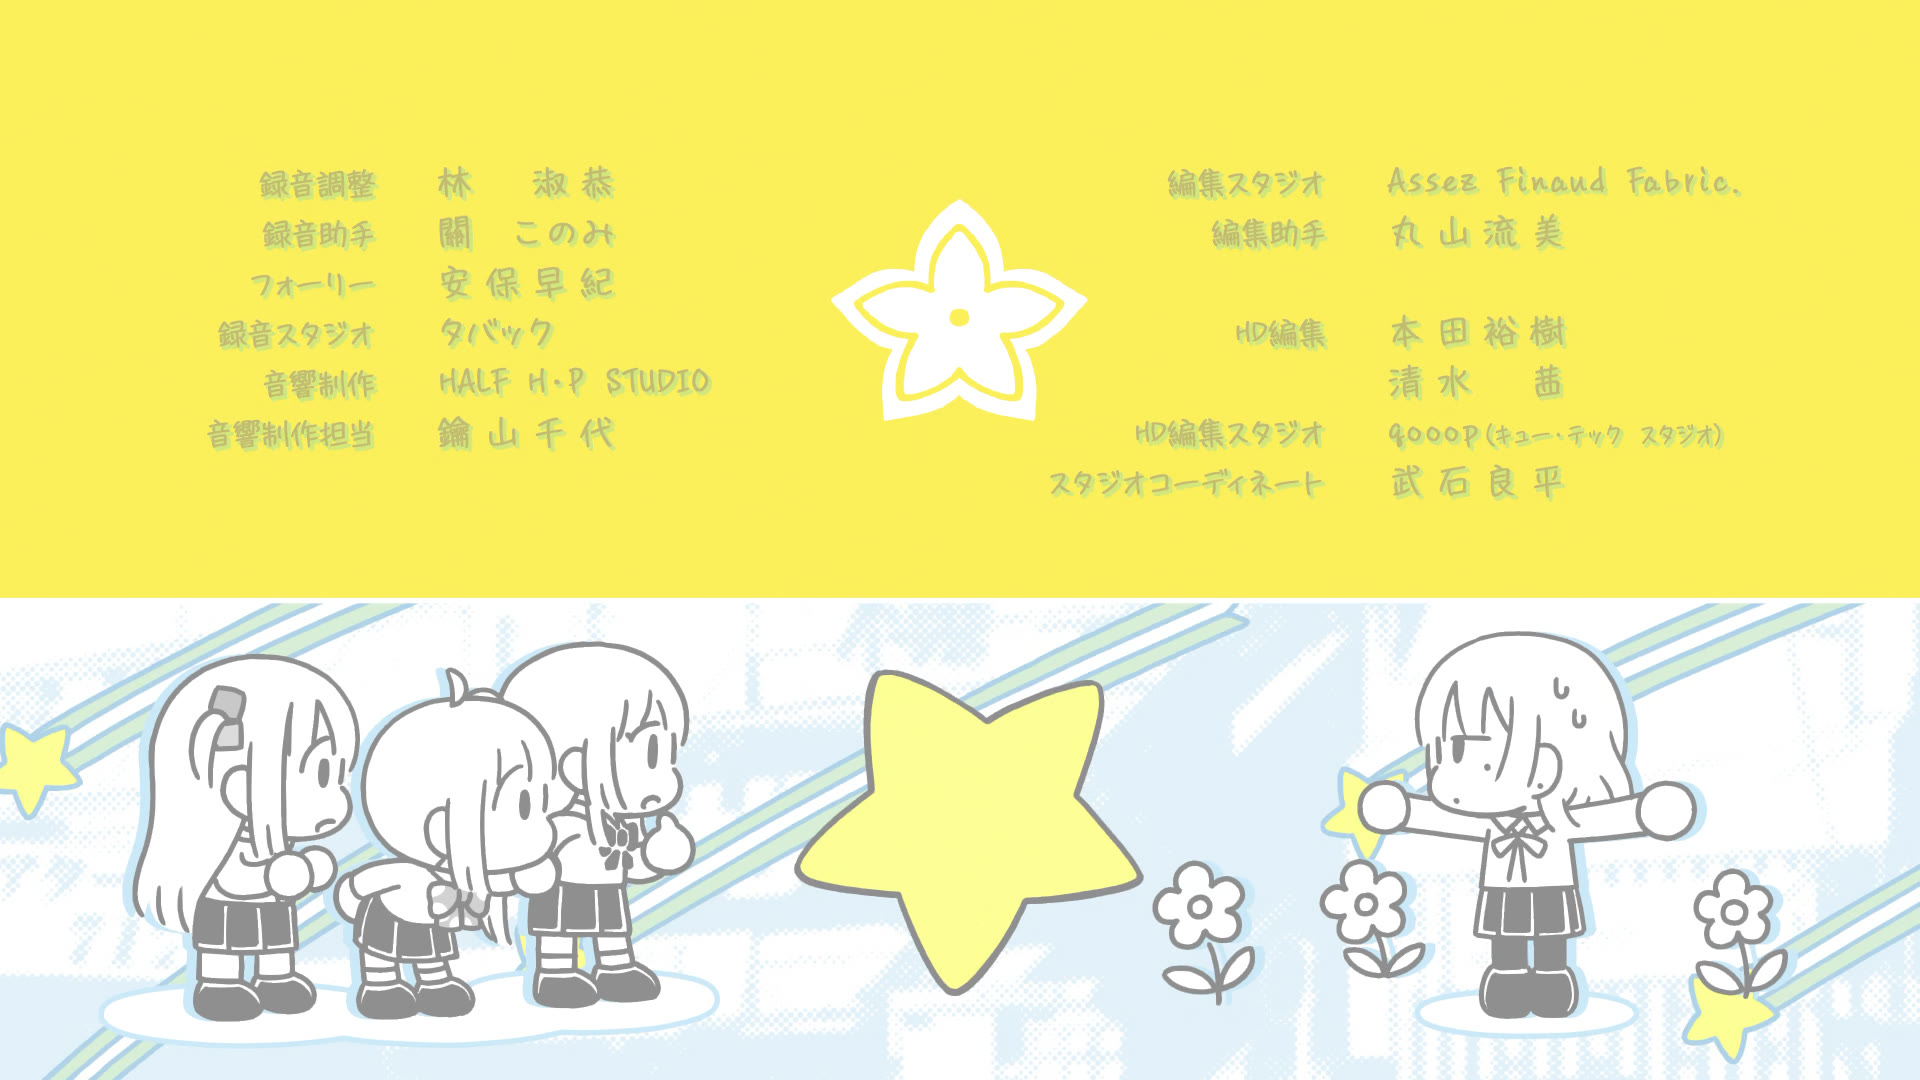 録音調整 林 淑恭
録音助手 關 このみ
フォーリー 安保早紀
録音スタジオ タバック
音響制作 HALF H・P STUDIO
音響制作担当 鑰山千代
編集スタジオ Assez Finaud Fabric.
編集助手 丸山流美
HD編集 本田裕樹
清水 茜
HD編集スタジオ 9000P(キュー・テック スタジオ)
スタジオコーディネート 武石良平